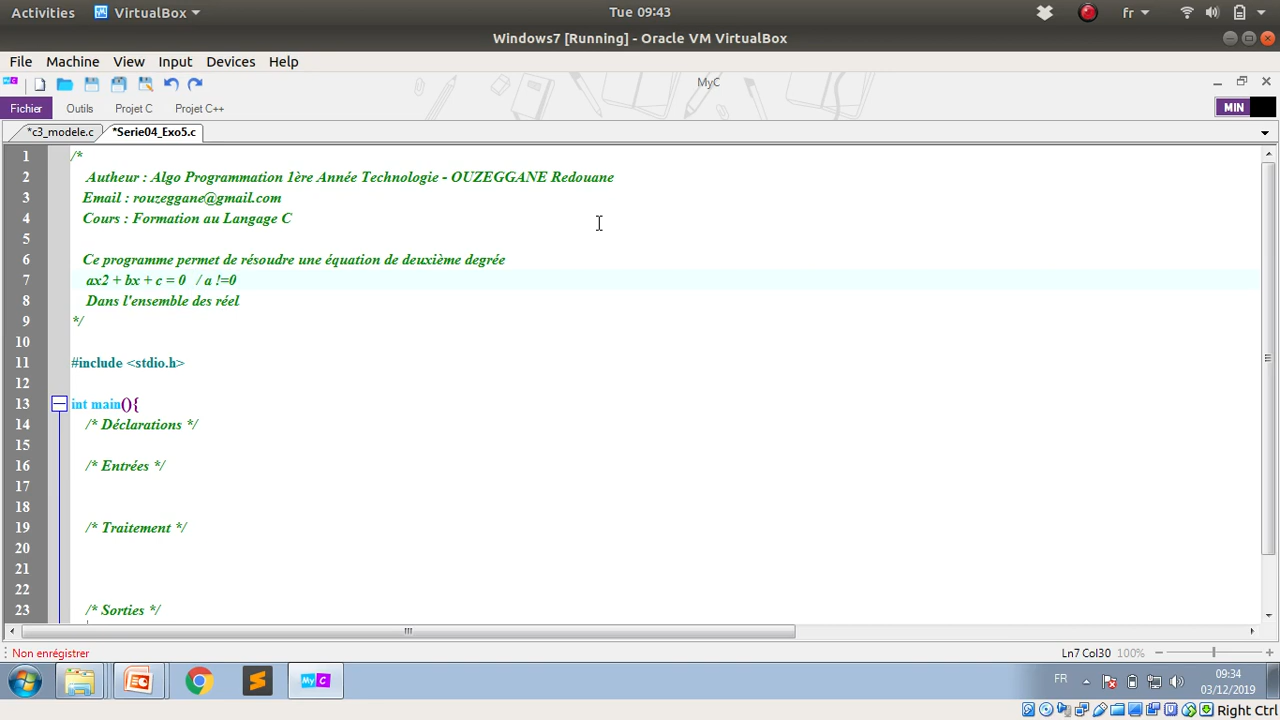 Activities VirtualBox Tue 09:43 fr
Windows7 [Running] - Oracle VM VirtualBox
File Machine View Input Devices Help
MyC
Fichier Outils Projet C Projet C++ MIN
*c3_modele.c *Serie04_Exo5.c
1 /*
2 Autheur : Algo Programmation 1ère Année Technologie - OUZEGGANE Redouane
3 Email : rouzeggane@gmail.com
4 Cours : Formation au Langage C
5
6 Ce programme permet de résoudre une équation de deuxième degrée
7 ax2 + bx + c = 0 / a !=0
8 Dans l'ensemble des réel
9 */
10
11 #include <stdio.h>
12
13 int main(){
14 /* Déclarations */
15
16 /* Entrées */
17
18
19 /* Traitement */
20
21
22
23 /* Sorties */
Non enrégistrer Ln7 Col30 100%
MyC FR 09:34
03/12/2019
Right Ctrl